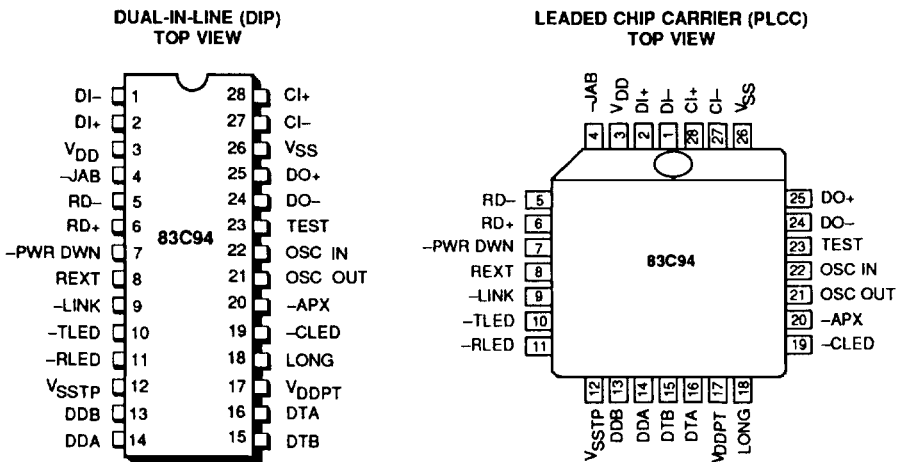 DUAL-IN-LINE (DIP)
TOP VIEW
DI– 1 28 CI+
DI+ 2 27 CI–
VDD 3 26 VSS
–JAB 4 25 DO+
RD– 5 24 DO–
RD+ 6 23 TEST
83C94
–PWR DWN 7 22 OSC IN
REXT 8 21 OSC OUT
–LINK 9 20 –APX
–TLED 10 19 –CLED
–RLED 11 18 LONG
VSSTP 12 17 VDDPT
DDB 13 16 DTA
DDA 14 15 DTB
LEADED CHIP CARRIER (PLCC)
TOP VIEW
–JAB VDD DI+ DI– CI+ CI– VSS
4 3 2 1 28 27 26
RD– 5 25 DO+
RD+ 6 24 DO–
–PWR DWN 7 23 TEST
83C94
REXT 8 22 OSC IN
–LINK 9 21 OSC OUT
–TLED 10 20 –APX
–RLED 11 19 –CLED
12 13 14 15 16 17 18
VSSTP DDB DDA DTB DTA VDDPT LONG